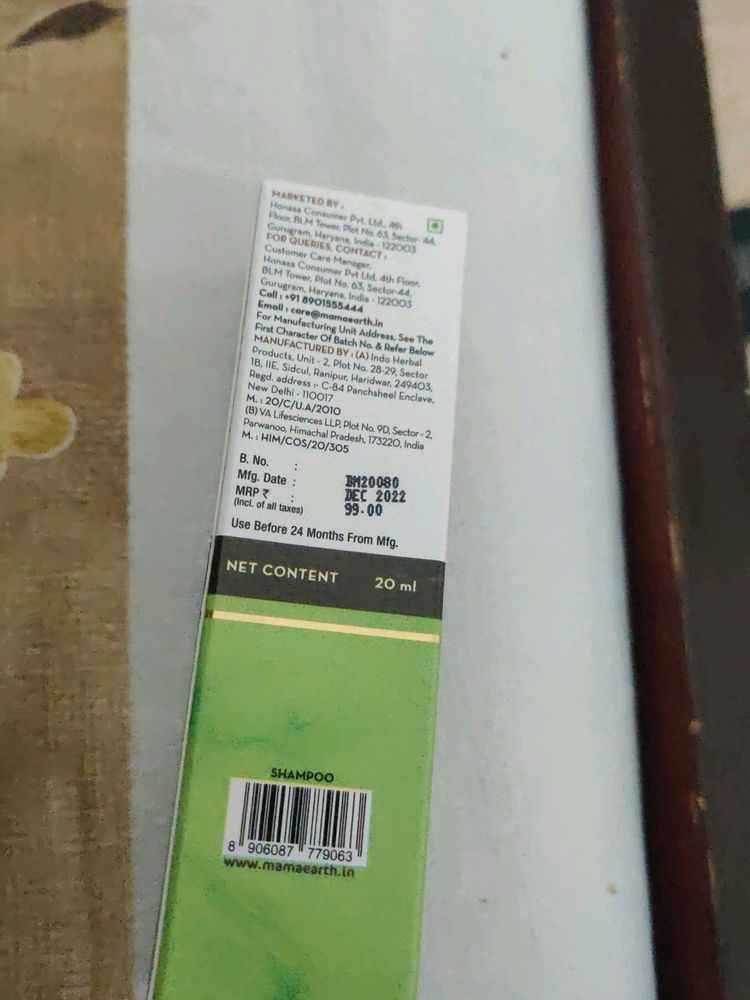 MARKETED BY :
Honasa Consumer Pvt. Ltd., 4th
Floor, BLM Tower, Plot No. 63, Sector- 44,
Gurugram, Haryana, India - 122003
FOR QUERIES, CONTACT :
Customer Care Manager,
Honasa Consumer Pvt Ltd, 4th Floor,
BLM Tower, Plot No. 63, Sector-44,
Gurugram, Haryana, India - 122003
Call : +91 8901555444
Email : care@mamaearth.in
For Manufacturing Unit Address, See The
First Character Of Batch No. & Refer Below
MANUFACTURED BY : (A) Indo Herbal
Products, Unit - 2, Plot No. 28-29, Sector
1B, IIE, Sidcul, Ranipur, Haridwar, 249403,
Regd. address :- C-84 Panchsheel Enclave,
New Delhi - 110017
M. : 20/C/U.A/2010
(B) VA Lifesciences LLP, Plot No. 9D, Sector - 2,
Parwanoo, Himachal Pradesh, 173220, India
M. : HIM/COS/20/305
B. No. : BM20080
Mfg. Date : DEC 2022
MRP ₹ : 99.00
(Incl. of all taxes)
Use Before 24 Months From Mfg.
NET CONTENT 20 ml
SHAMPOO
8 906087 779063
www.mamaearth.in